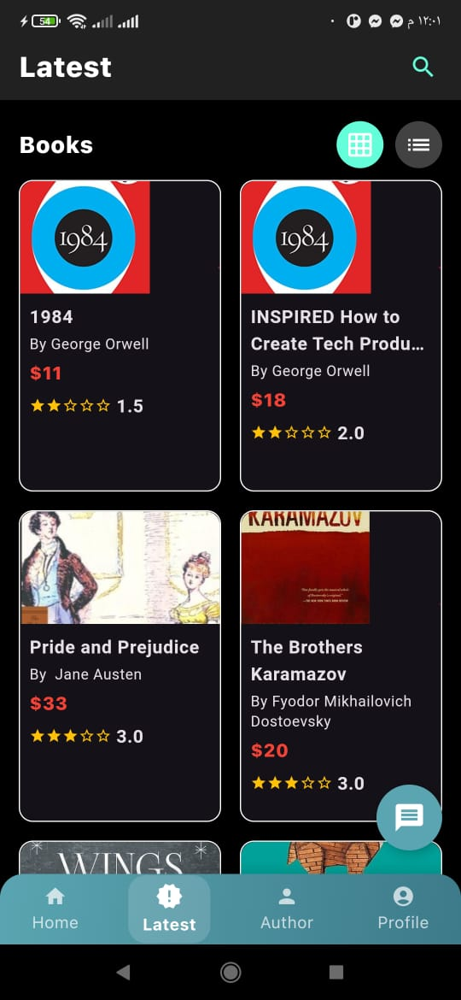 54
م ١٢:٠١
Latest
Books
1984
1984
1984
By George Orwell
$11
1.5
INSPIRED How to
Create Tech Produ...
By George Orwell
$18
2.0
KARAMAZOV
Pride and Prejudice
By  Jane Austen
$33
3.0
The Brothers
Karamazov
By Fyodor Mikhailovich
Dostoevsky
$20
3.0
WINGS
Home
Latest
Author
Profile